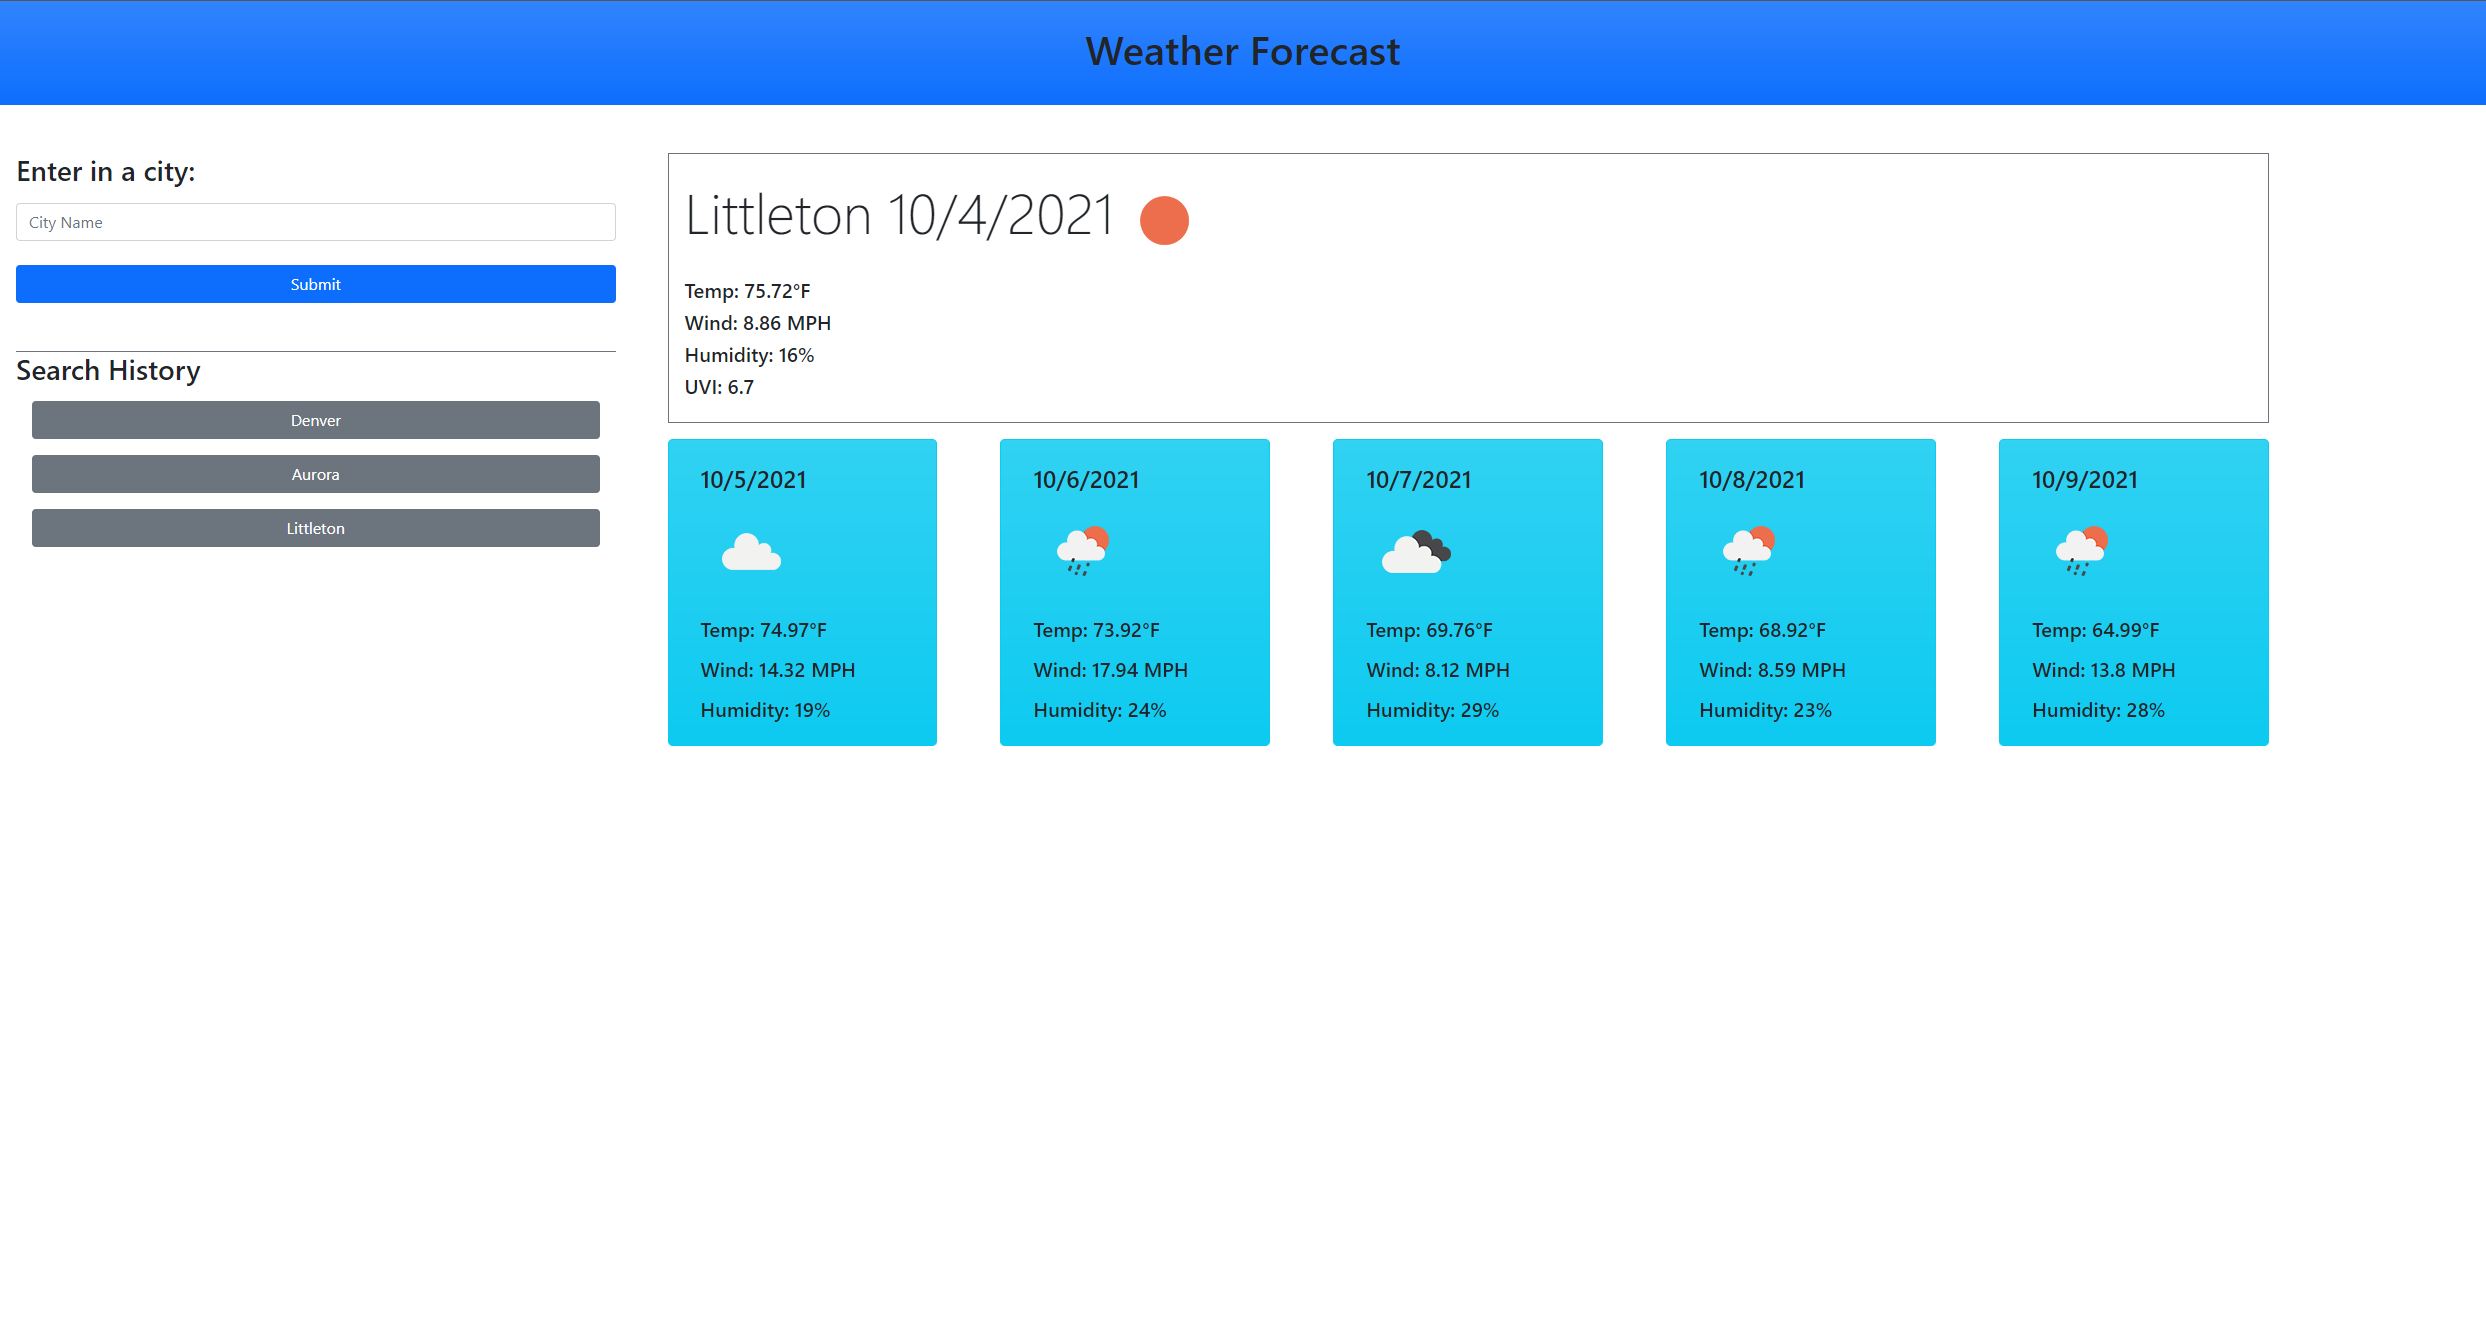 Weather Forecast
Enter in a city:
City Name
Submit
Search History
Denver
Aurora
Littleton
Littleton 10/4/2021
Temp: 75.72°F
Wind: 8.86 MPH
Humidity: 16%
UVI: 6.7
10/5/2021
Temp: 74.97°F
Wind: 14.32 MPH
Humidity: 19%
10/6/2021
Temp: 73.92°F
Wind: 17.94 MPH
Humidity: 24%
10/7/2021
Temp: 69.76°F
Wind: 8.12 MPH
Humidity: 29%
10/8/2021
Temp: 68.92°F
Wind: 8.59 MPH
Humidity: 23%
10/9/2021
Temp: 64.99°F
Wind: 13.8 MPH
Humidity: 28%